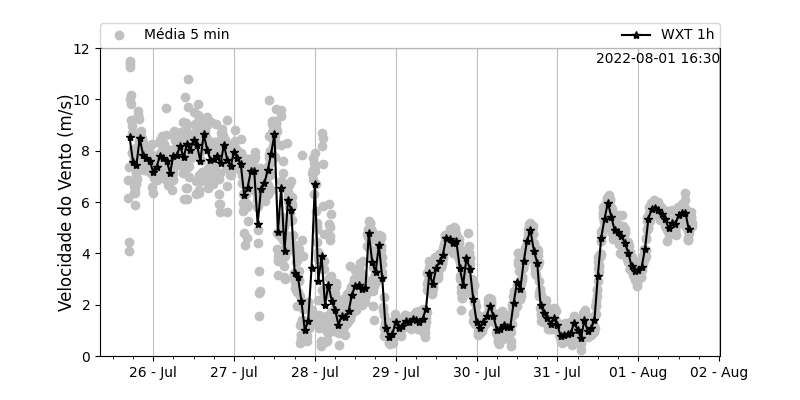 Média 5 min
WXT 1h
2022-08-01 16:30
Velocidade do Vento (m/s)
12
10
8
6
4
2
0
26 - Jul
27 - Jul
28 - Jul
29 - Jul
30 - Jul
31 - Jul
01 - Aug
02 - Aug